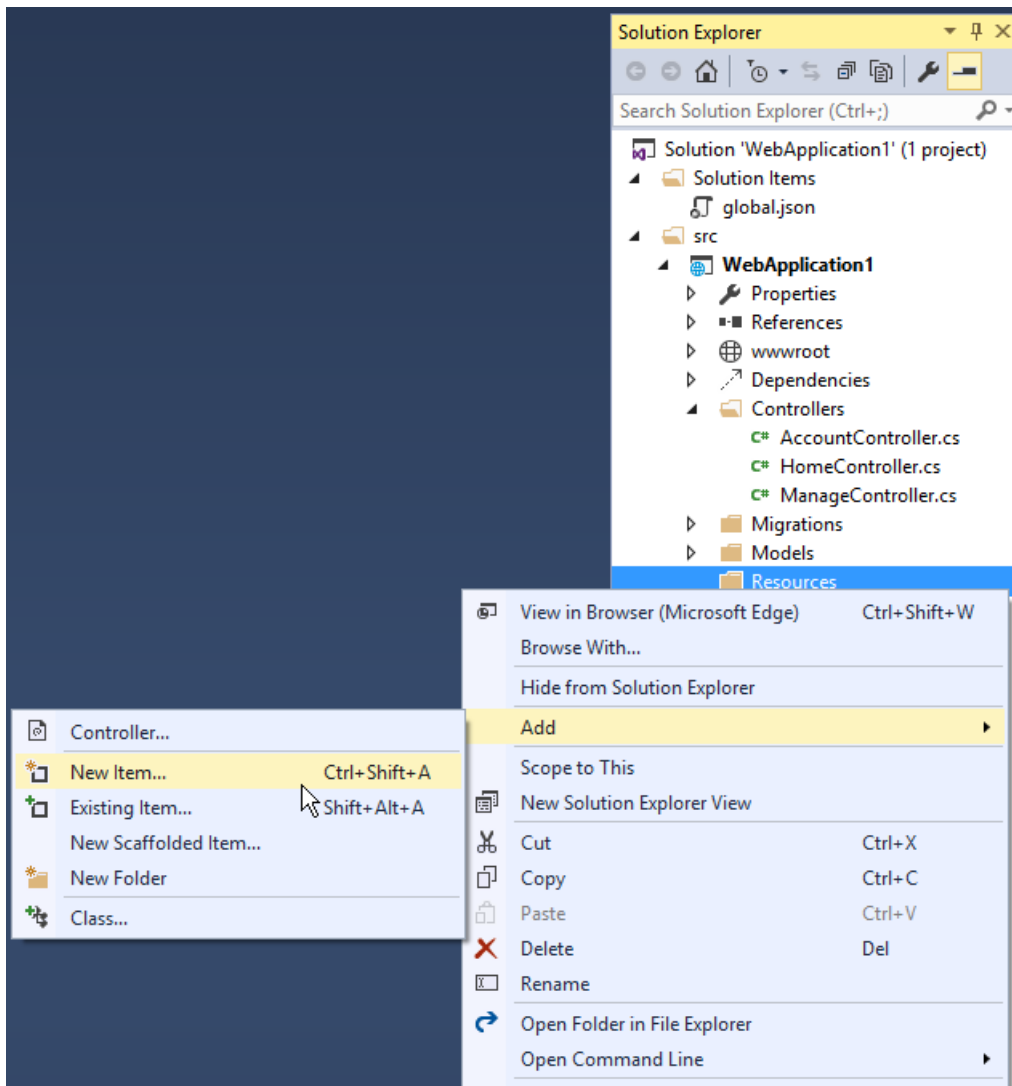 Solution Explorer
Search Solution Explorer (Ctrl+;)
Solution 'WebApplication1' (1 project)
Solution Items
global.json
src
WebApplication1
Properties
References
wwwroot
Dependencies
Controllers
C# AccountController.cs
C# HomeController.cs
C# ManageController.cs
Migrations
Models
Resources
View in Browser (Microsoft Edge) Ctrl+Shift+W
Browse With...
Hide from Solution Explorer
Add
Scope to This
New Solution Explorer View
Cut Ctrl+X
Copy Ctrl+C
Paste Ctrl+V
Delete Del
Rename
Open Folder in File Explorer
Open Command Line
Controller...
New Item... Ctrl+Shift+A
Existing Item... Shift+Alt+A
New Scaffolded Item...
New Folder
Class...